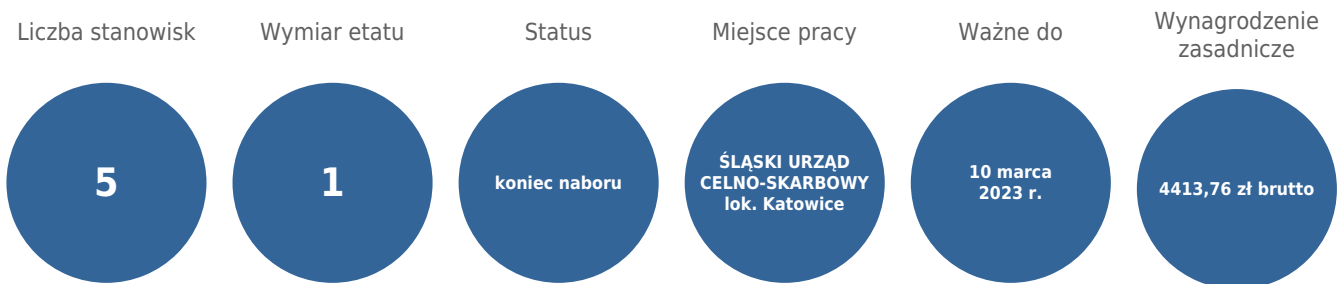 Liczba stanowisk
5
Wymiar etatu
1
Status
koniec naboru
Miejsce pracy
ŚLĄSKI URZĄD
CELNO-SKARBOWY
lok. Katowice
Ważne do
10 marca
2023 r.
Wynagrodzenie
zasadnicze
4413,76 zł brutto